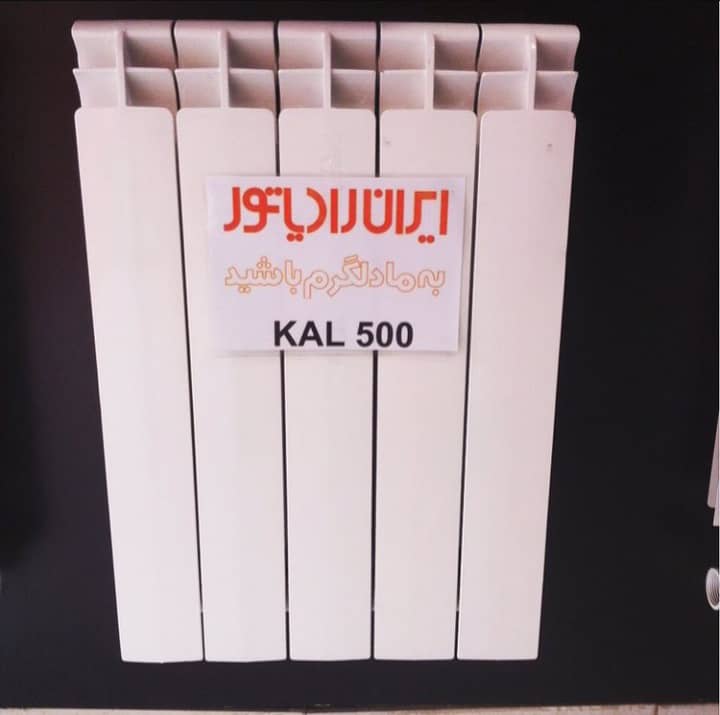 ایران رادیاتور
به ما دلگرم باشید
KAL 500